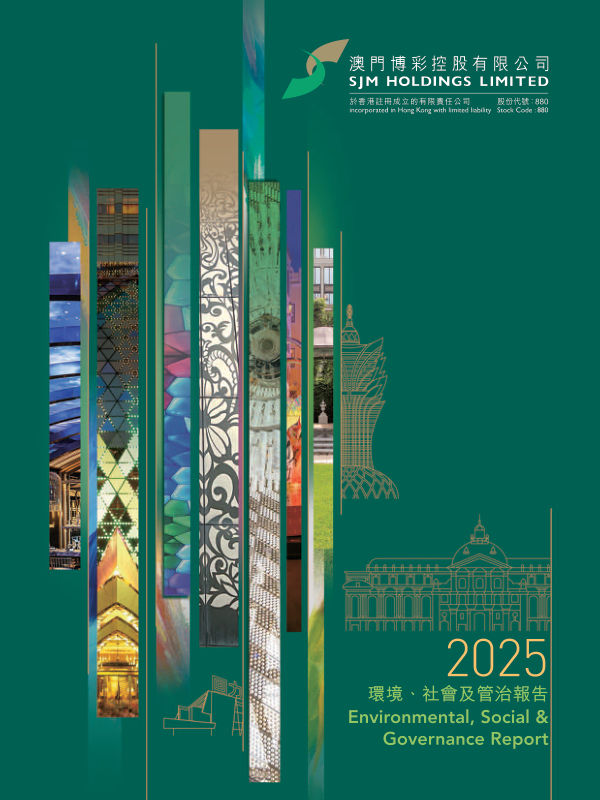 澳門博彩控股有限公司
SJM HOLDINGS LIMITED
於香港註冊成立的有限責任公司 股份代號：880
incorporated in Hong Kong with limited liability Stock Code : 880
2025
環境、社會及管治報告
Environmental, Social &
Governance Report